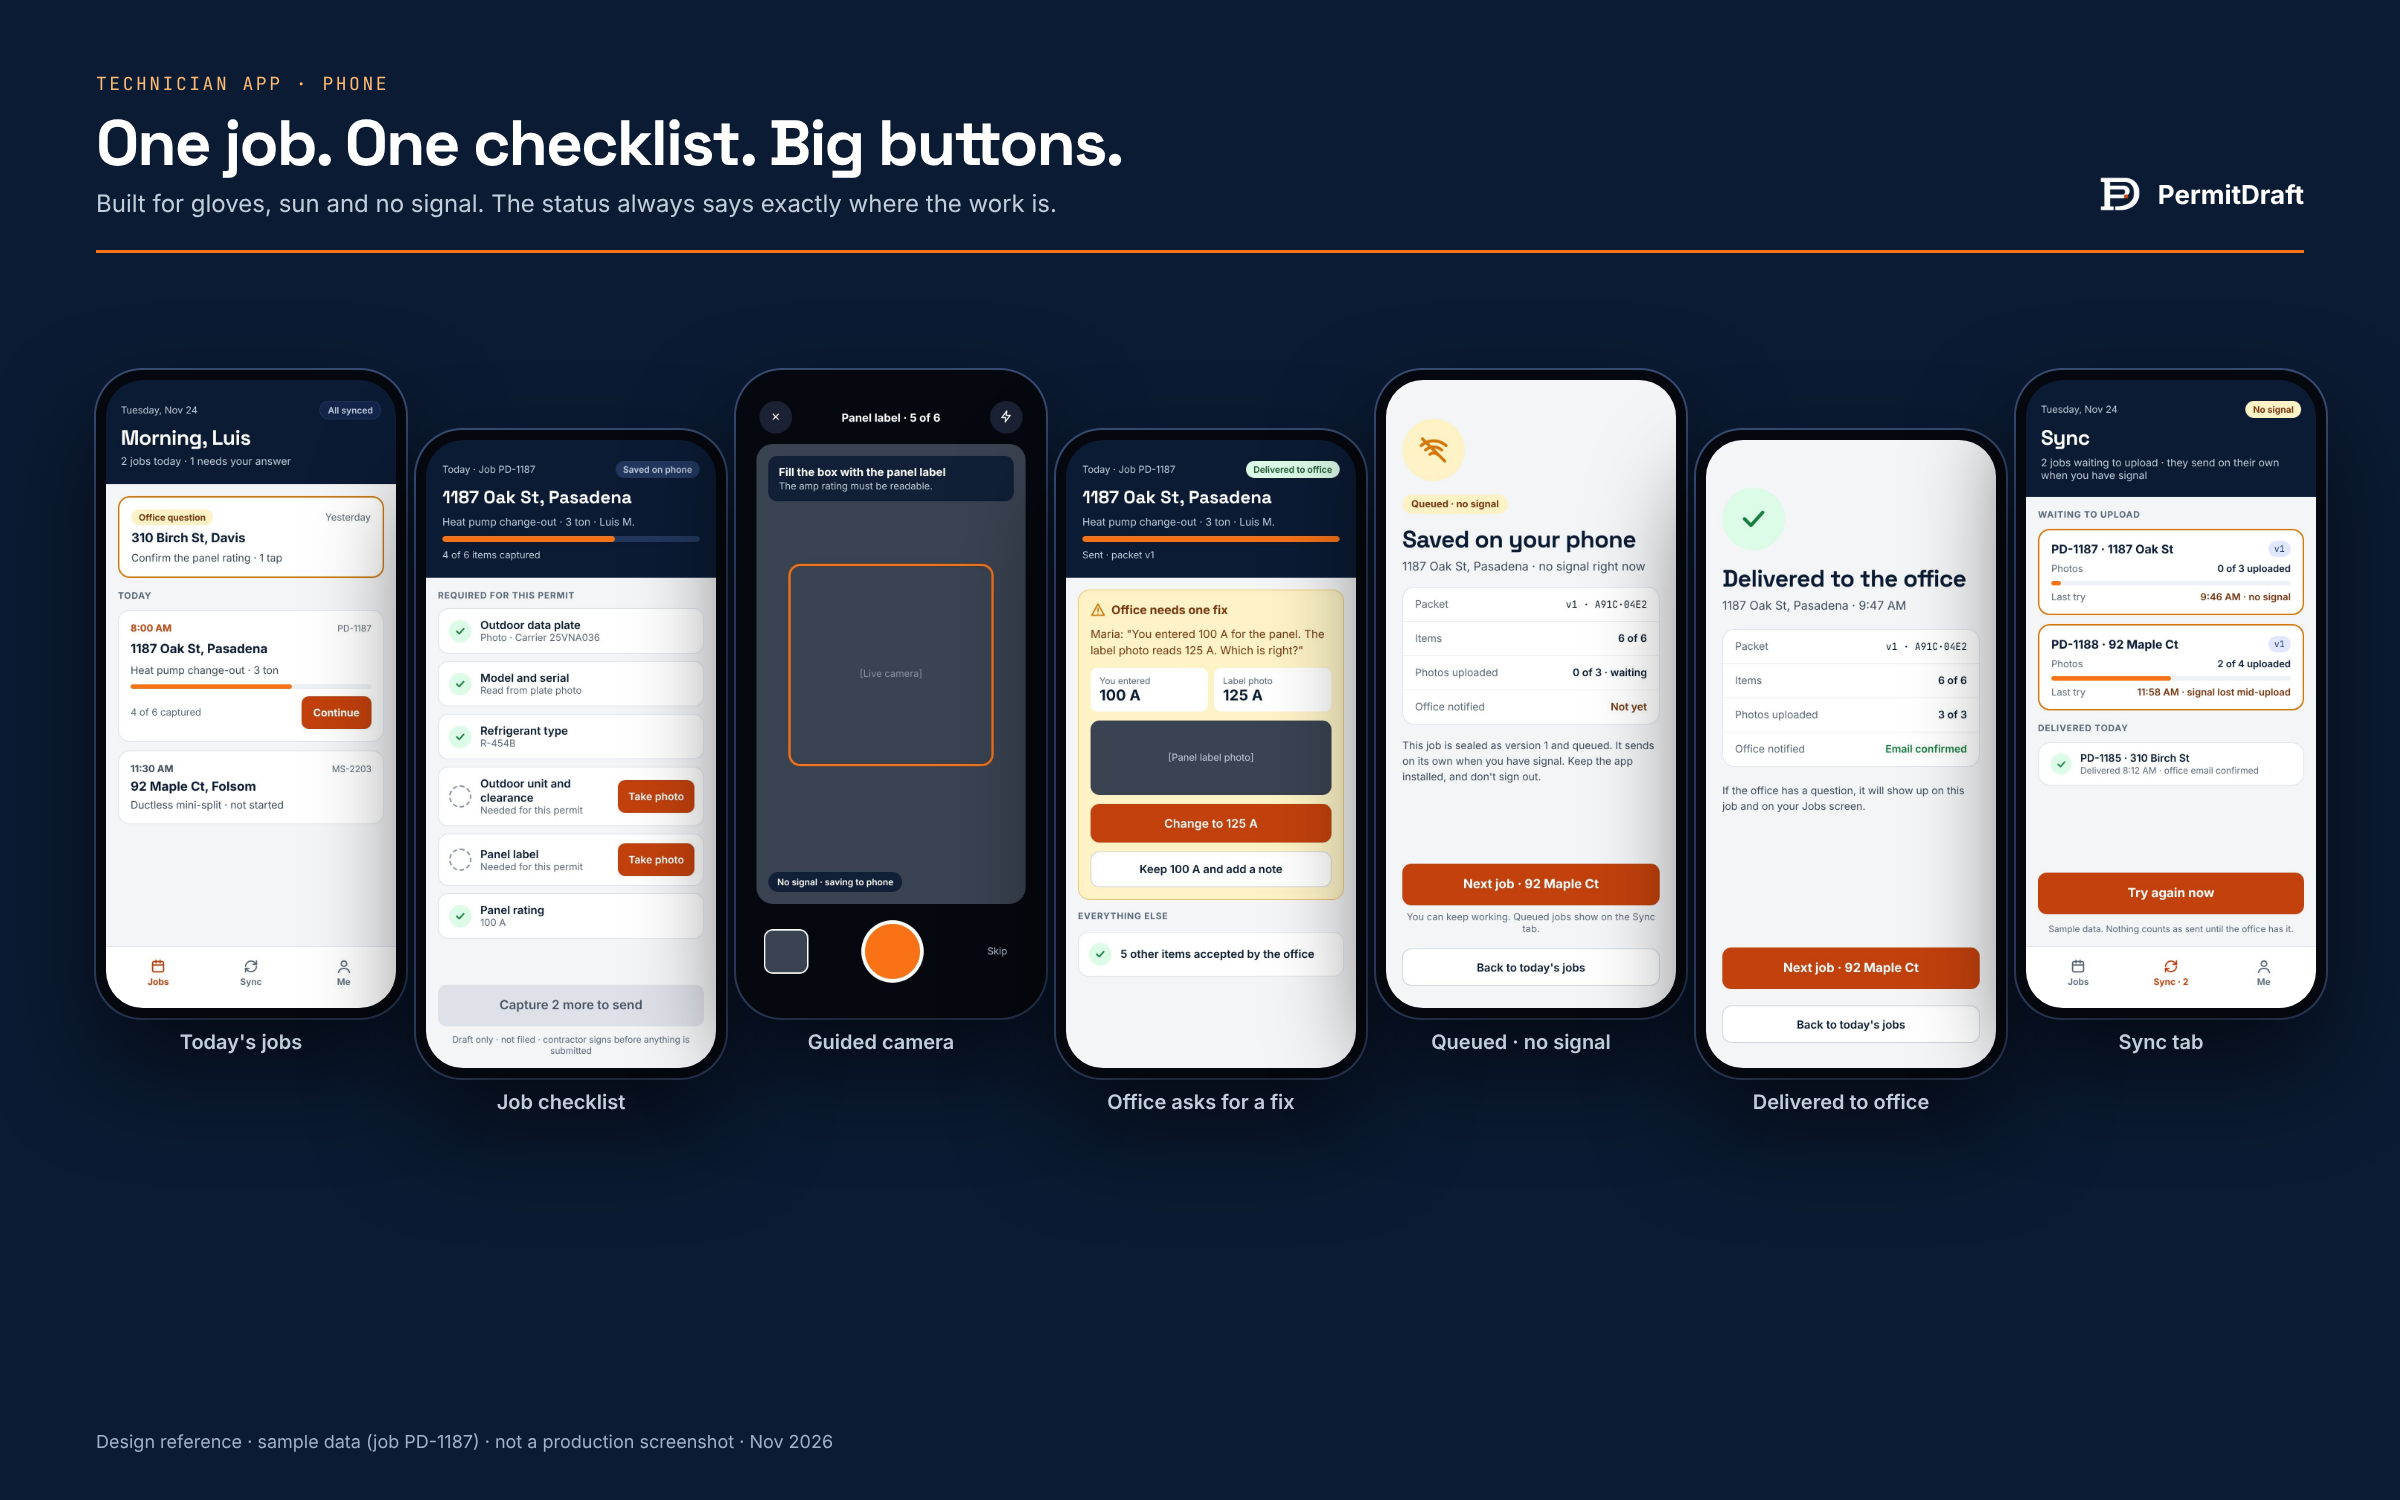 TECHNICIAN APP · PHONE
One job. One checklist. Big buttons.
Built for gloves, sun and no signal. The status always says exactly where the work is.
PermitDraft
Tuesday, Nov 24
All synced
Morning, Luis
2 jobs today · 1 needs your answer
Office question
Yesterday
310 Birch St, Davis
Confirm the panel rating · 1 tap
TODAY
8:00 AM
PD-1187
1187 Oak St, Pasadena
Heat pump change-out · 3 ton
4 of 6 captured
Continue
11:30 AM
MS-2203
92 Maple Ct, Folsom
Ductless mini-split · not started
Jobs
Sync
Me
Today's jobs
Today · Job PD-1187
Saved on phone
1187 Oak St, Pasadena
Heat pump change-out · 3 ton · Luis M.
4 of 6 items captured
REQUIRED FOR THIS PERMIT
Outdoor data plate
Photo · Carrier 25VNA036
Model and serial
Read from plate photo
Refrigerant type
R-454B
Outdoor unit and
clearance
Needed for this permit
Take photo
Panel label
Needed for this permit
Take photo
Panel rating
100 A
Capture 2 more to send
Draft only · not filed · contractor signs before anything is
submitted
Job checklist
Panel label · 5 of 6
Fill the box with the panel label
The amp rating must be readable.
[Live camera]
No signal · saving to phone
Skip
Guided camera
Today · Job PD-1187
Delivered to office
1187 Oak St, Pasadena
Heat pump change-out · 3 ton · Luis M.
Sent · packet v1
Office needs one fix
Maria: "You entered 100 A for the panel. The
label photo reads 125 A. Which is right?"
You entered
100 A
Label photo
125 A
[Panel label photo]
Change to 125 A
Keep 100 A and add a note
EVERYTHING ELSE
5 other items accepted by the office
Office asks for a fix
Queued · no signal
Saved on your phone
1187 Oak St, Pasadena · no signal right now
Packet
v1 · A91C-04E2
Items
6 of 6
Photos uploaded
0 of 3 · waiting
Office notified
Not yet
This job is sealed as version 1 and queued. It sends
on its own when you have signal. Keep the app
installed, and don't sign out.
Next job · 92 Maple Ct
You can keep working. Queued jobs show on the Sync
tab.
Back to today's jobs
Queued · no signal
Delivered to the office
1187 Oak St, Pasadena · 9:47 AM
Packet
v1 · A91C-04E2
Items
6 of 6
Photos uploaded
3 of 3
Office notified
Email confirmed
If the office has a question, it will show up on this
job and on your Jobs screen.
Next job · 92 Maple Ct
Back to today's jobs
Delivered to office
Tuesday, Nov 24
No signal
Sync
2 jobs waiting to upload · they send on their own
when you have signal
WAITING TO UPLOAD
PD-1187 · 1187 Oak St
v1
Photos
0 of 3 uploaded
Last try
9:46 AM · no signal
PD-1188 · 92 Maple Ct
v1
Photos
2 of 4 uploaded
Last try
11:58 AM · signal lost mid-upload
DELIVERED TODAY
PD-1185 · 310 Birch St
Delivered 8:12 AM · office email confirmed
Try again now
Sample data. Nothing counts as sent until the office has it.
Jobs
Sync · 2
Me
Sync tab
Design reference · sample data (job PD-1187) · not a production screenshot · Nov 2026